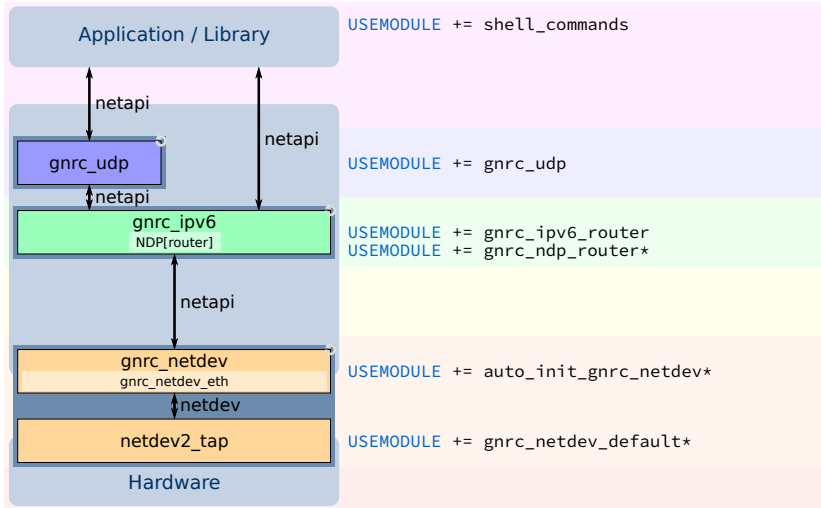 Application / Library
USEMODULE += shell_commands
netapi
netapi
gnrc_udp
USEMODULE += gnrc_udp
netapi
gnrc_ipv6
NDP[router]
USEMODULE += gnrc_ipv6_router
USEMODULE += gnrc_ndp_router*
netapi
gnrc_netdev
gnrc_netdev_eth
USEMODULE += auto_init_gnrc_netdev*
netdev
netdev2_tap
USEMODULE += gnrc_netdev_default*
Hardware